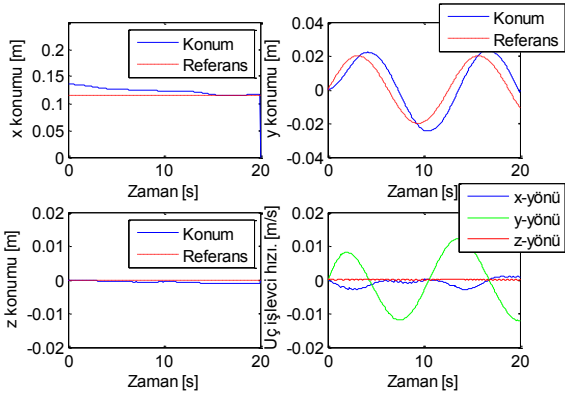 x konumu [m]
0.2
0.15
0.1
0.05
0
0
10
20
Zaman [s]
Konum
Referans
y konumu [m]
0.04
0.02
0
-0.02
-0.04
0
10
20
Zaman [s]
Konum
Referans
z konumu [m]
0.02
0.01
0
-0.01
-0.02
0
10
20
Zaman [s]
Konum
Referans
Uç işlevci hızı. [m/s]
0.02
0.01
0
-0.01
-0.02
0
10
20
Zaman [s]
x-yönü
y-yönü
z-yönü